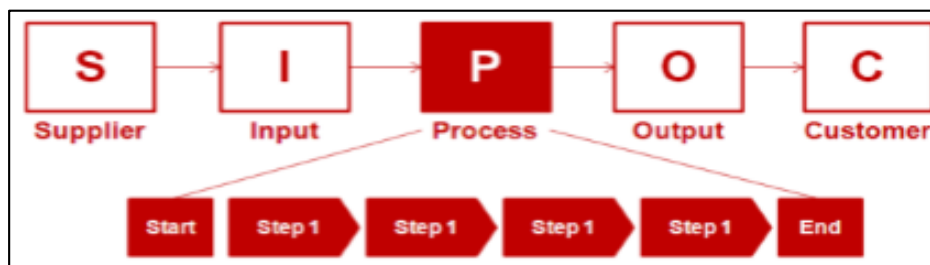 S I P O C
Supplier Input Process Output Customer
Start Step 1 Step 1 Step 1 Step 1 End